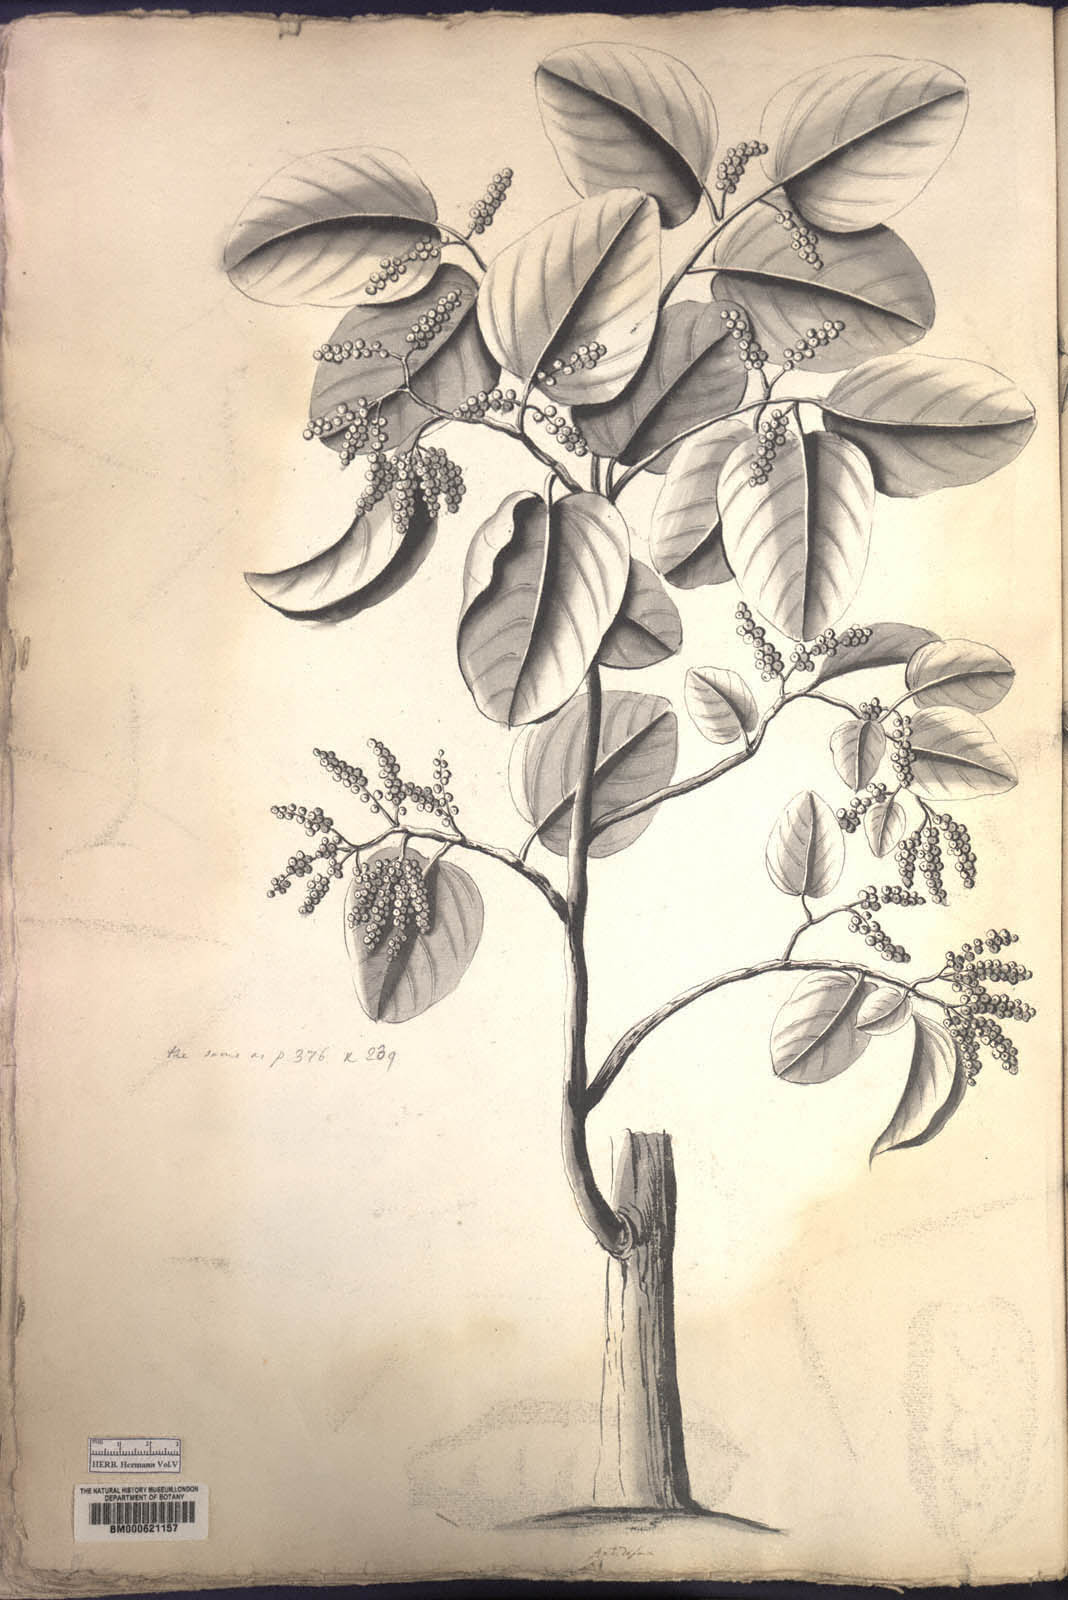 the same as p 376. & 239
HERB. Hermann Vol.V
THE NATURAL HISTORY MUSEUM, LONDON
DEPARTMENT OF BOTANY
BM000621157